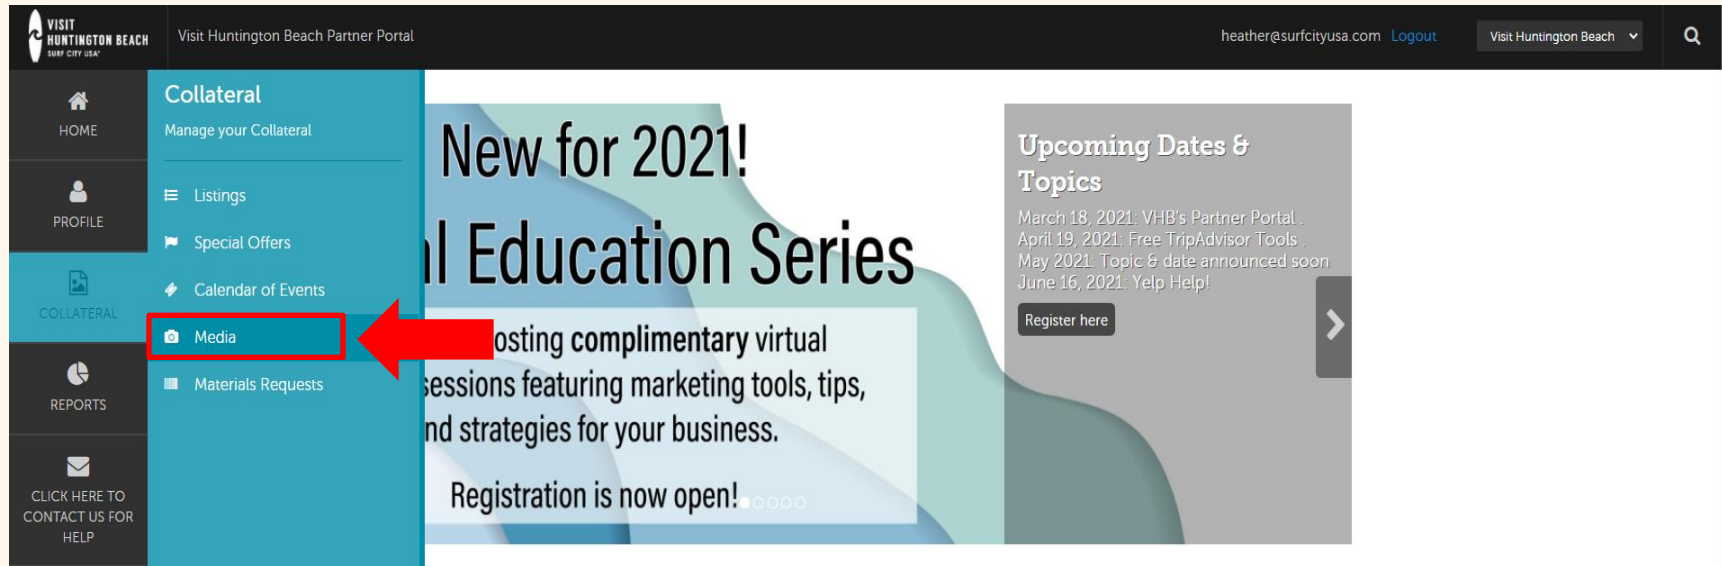 VISIT
HUNTINGTON BEACH
SURF CITY USA®
Visit Huntington Beach Partner Portal
heather@surfcityusa.com Logout
Visit Huntington Beach
HOME
PROFILE
COLLATERAL
REPORTS
CLICK HERE TO
CONTACT US FOR
HELP
Collateral
Manage your Collateral
Listings
Special Offers
Calendar of Events
Media
Materials Requests
New for 2021!
l Education Series
osting complimentary virtual
sessions featuring marketing tools, tips,
nd strategies for your business.
Registration is now open!
Upcoming Dates &
Topics
March 18, 2021: VHB's Partner Portal .
April 19, 2021: Free TripAdvisor Tools .
May 2021: Topic & date announced soon
June 16, 2021: Yelp Help!
Register here